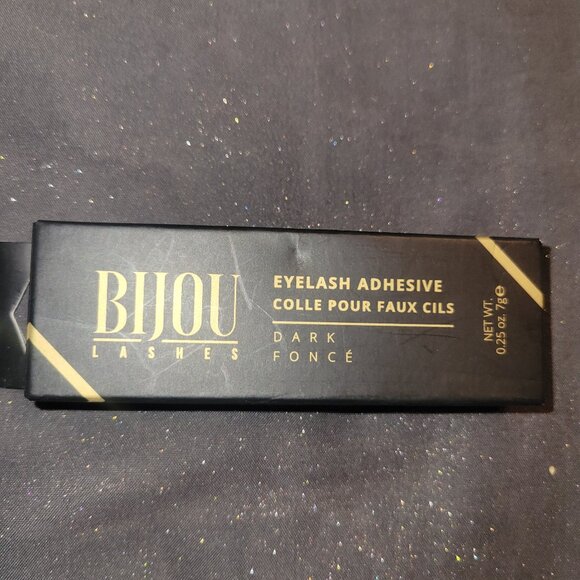 BIJOU
LASHES
EYELASH ADHESIVE
COLLE POUR FAUX CILS
DARK
FONCÉ
NET WT.
0.25 oz. 7g℮